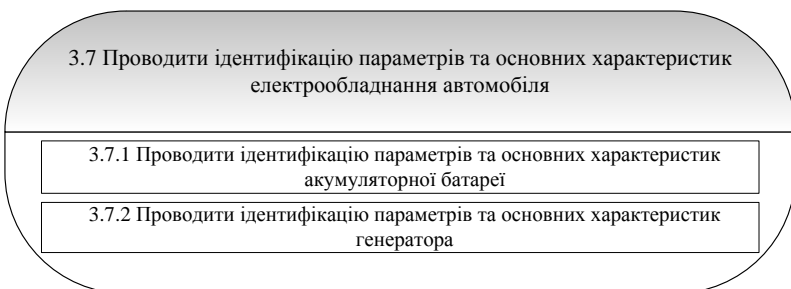 3.7 Проводити ідентифікацію параметрів та основних характеристик
електрообладнання автомобіля
3.7.1 Проводити ідентифікацію параметрів та основних характеристик
акумуляторної батареї
3.7.2 Проводити ідентифікацію параметрів та основних характеристик
генератора